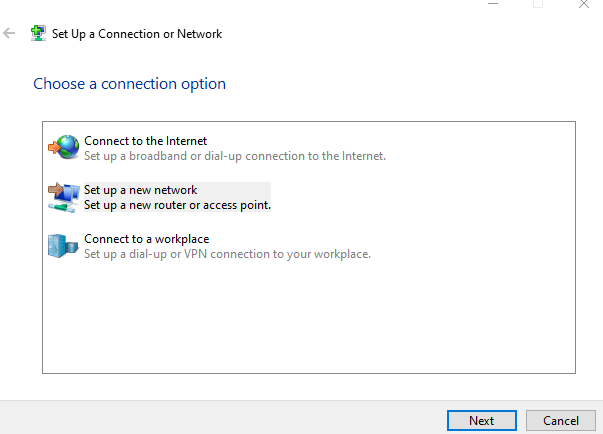 Set Up a Connection or Network
Choose a connection option
Connect to the Internet
Set up a broadband or dial-up connection to the Internet.
Set up a new network
Set up a new router or access point.
Connect to a workplace
Set up a dial-up or VPN connection to your workplace.
Next
Cancel